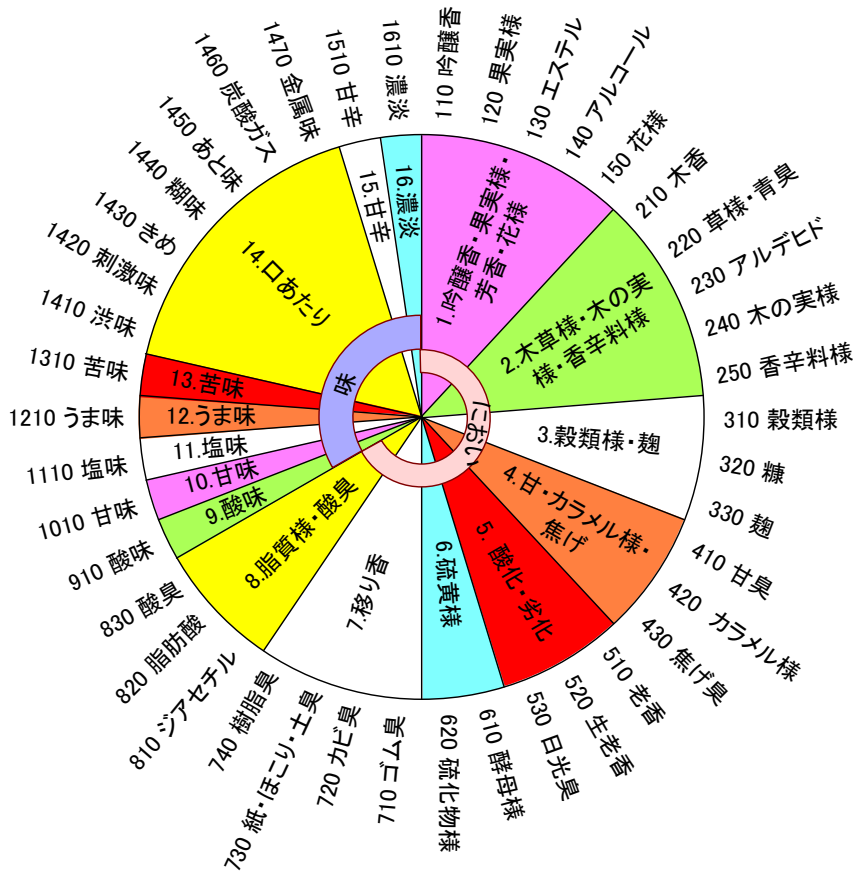 110 吟醸香
120 果実様
130 エステル
140 アルコール
150 花様
210 木香
220 草様・青臭
230 アルデヒド
240 木の実様
250 香辛料様
310 穀類様
320 糠
330 麹
410 甘臭
420 カラメル様
430 焦げ臭
510 老香
520 生老香
530 日光臭
610 酵母様
620 硫化物様
710 ゴム臭
720 カビ臭
730 紙・ほこり・土臭
740 樹脂臭
810 ジアセチル
820 脂肪酸
830 酸臭
910 酸味
1010 甘味
1110 塩味
1210 うま味
1310 苦味
1410 渋味
1420 刺激味
1430 きめ
1440 糊味
1450 あと味
1460 炭酸ガス
1470 金属味
1510 甘辛
1610 濃淡
1.吟醸香・果実様・
芳香・花様
2.木草様・木の実
様・香辛料様
3.穀類様・麹
4.甘・カラメル様・
焦げ
5. 酸化・劣化
6.硫黄様
7.移り香
8.脂質様・酸臭
9.酸味
10.甘味
11.塩味
12.うま味
13.苦味
14.口あたり
15.甘辛
16.濃淡
味
におい